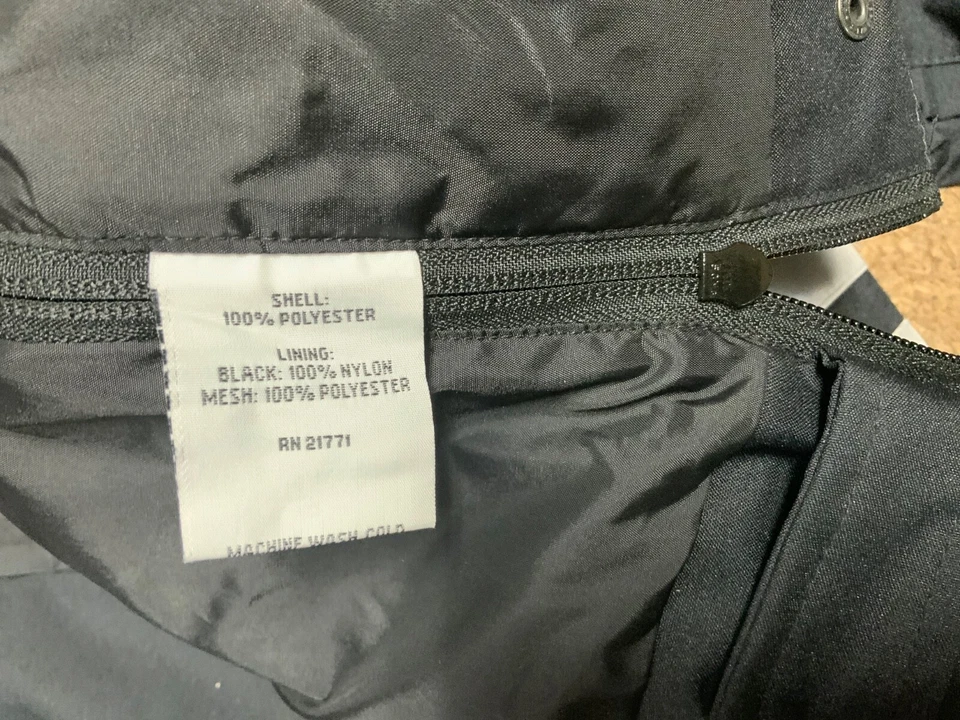 SHELL:
100% POLYESTER
LINING:
BLACK: 100% NYLON
MESH: 100% POLYESTER
RN 21771
MACHINE WASH COLD